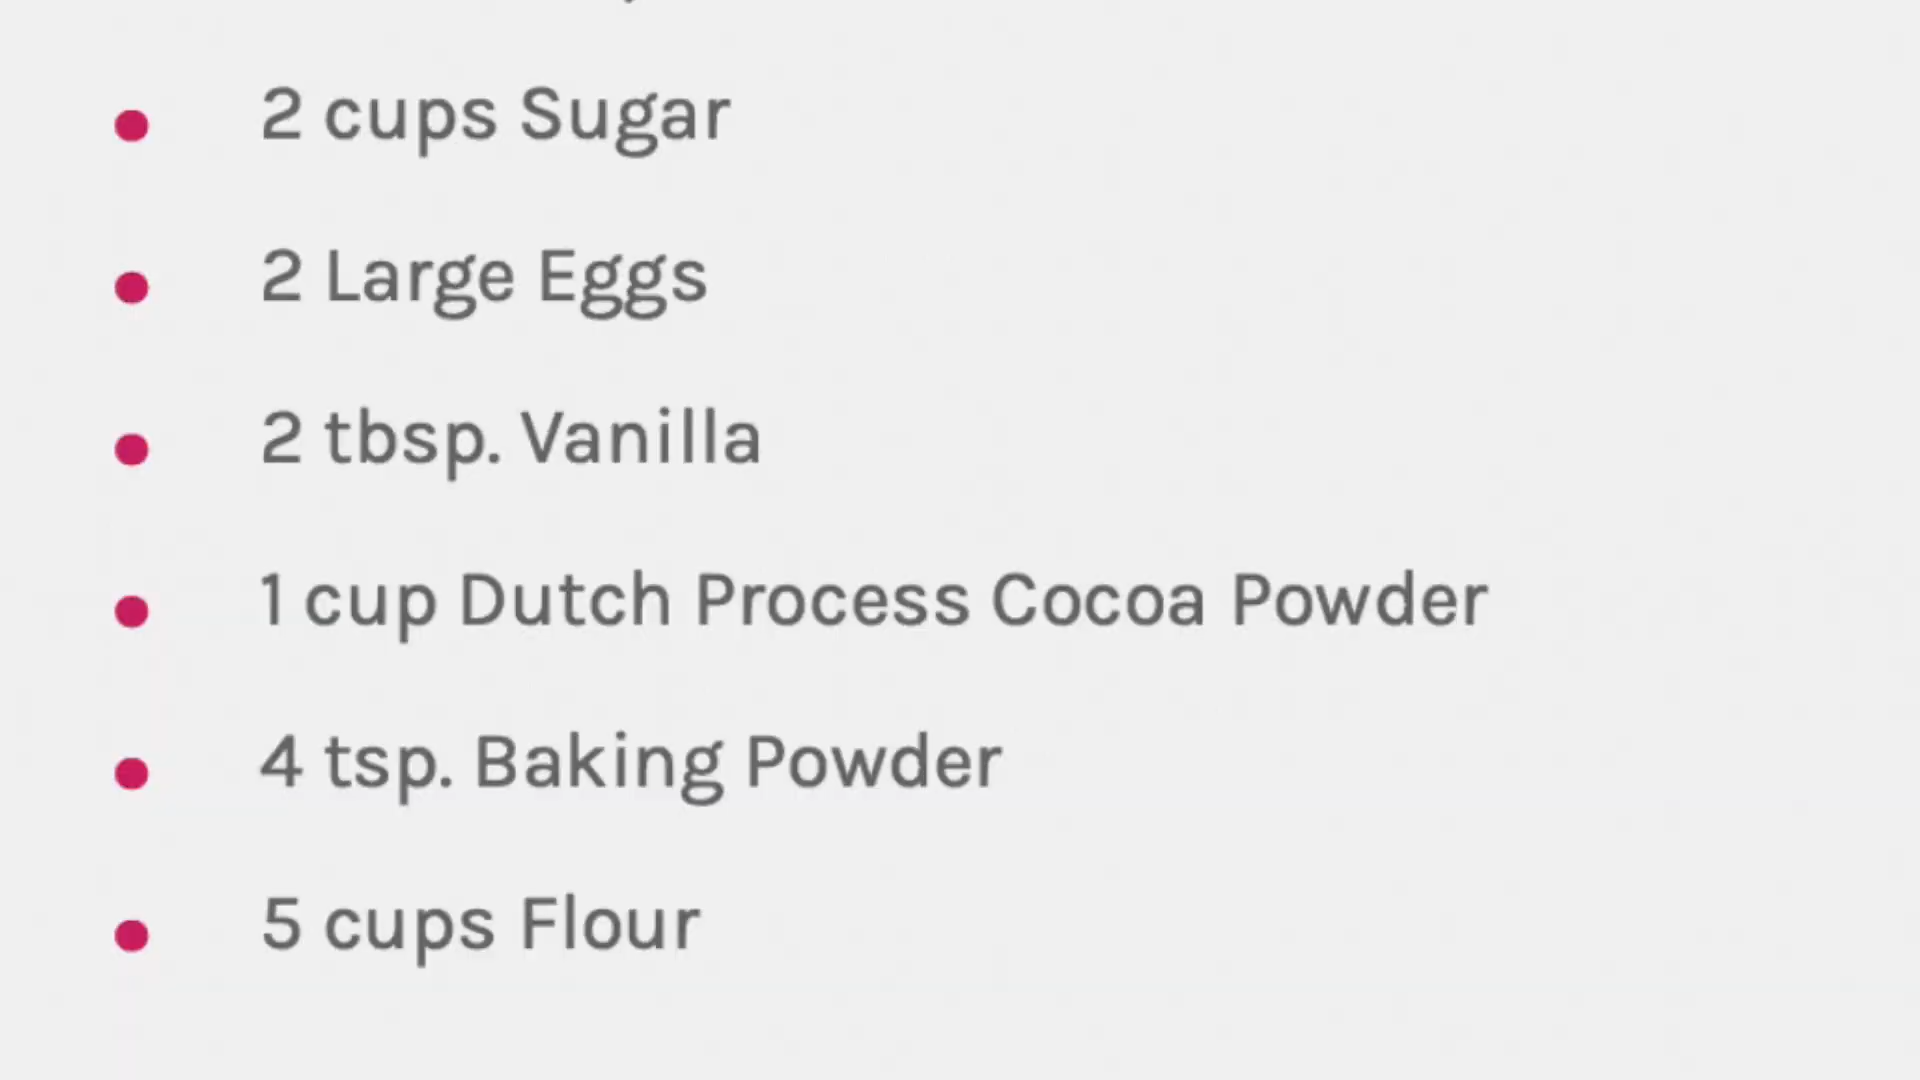 2 cups Sugar
2 Large Eggs
2 tbsp. Vanilla
1 cup Dutch Process Cocoa Powder
4 tsp. Baking Powder
5 cups Flour